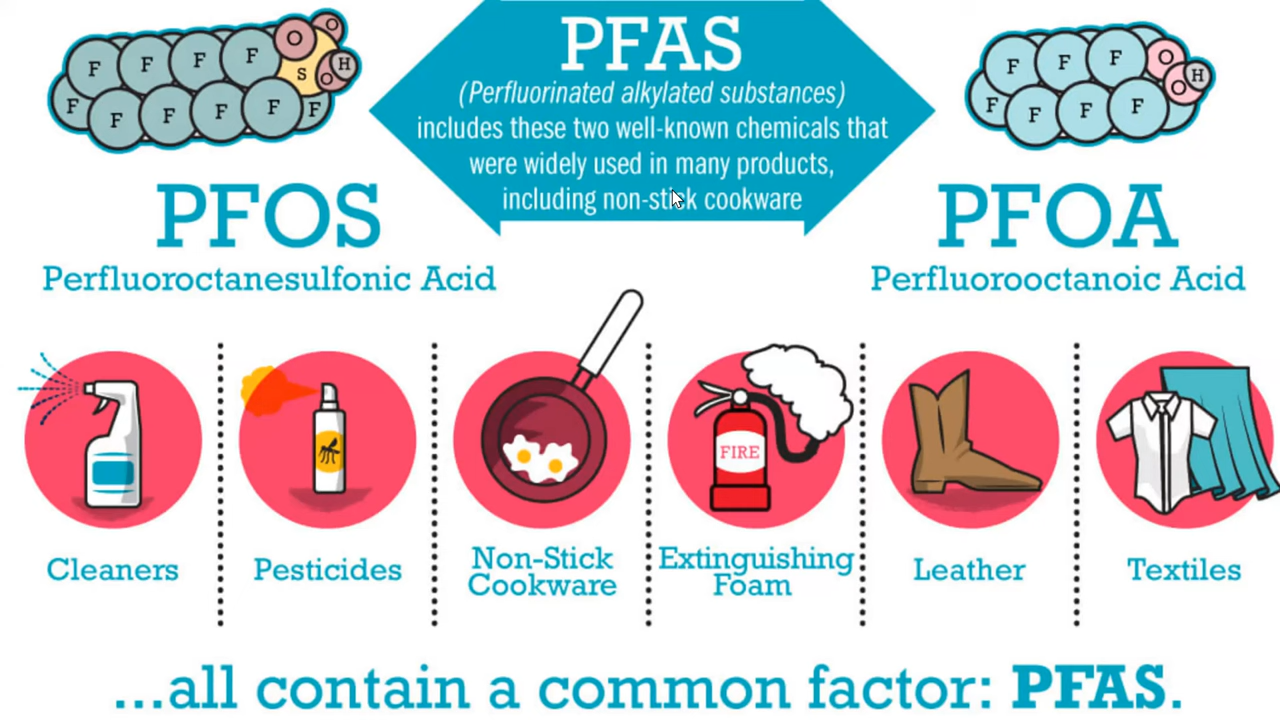 F F F F O O
S H
O
F F F F F F
PFAS
(Perfluorinated alkylated substances)
includes these two well-known chemicals that
were widely used in many products,
including non-stick cookware
F F F O
O H
F F F F
PFOS
Perfluoroctanesulfonic Acid
PFOA
Perfluorooctanoic Acid
FIRE
Cleaners
Pesticides
Non-Stick
Cookware
Extinguishing
Foam
Leather
Textiles
...all contain a common factor: PFAS.